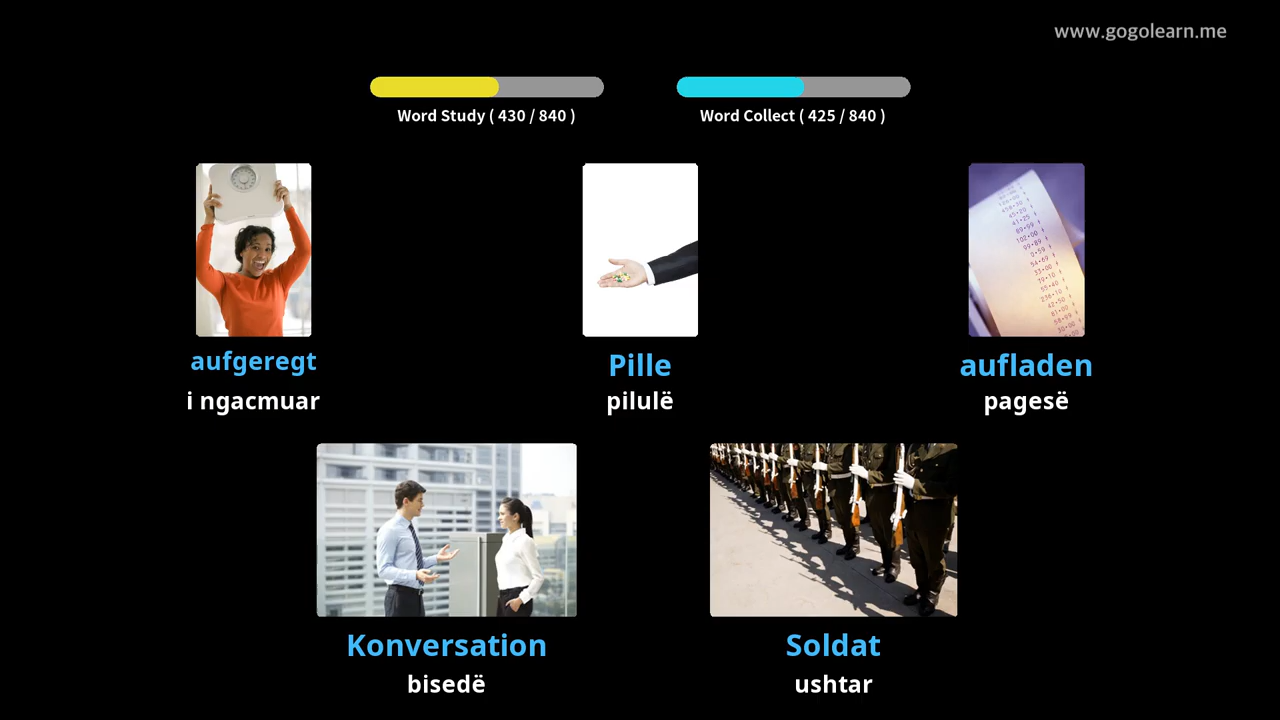 www.gogolearn.me
Word Study ( 430 / 840 )
Word Collect ( 425 / 840 )
aufgeregt
i ngacmuar
Pille
pilulë
aufladen
pagesë
Konversation
bisedë
Soldat
ushtar